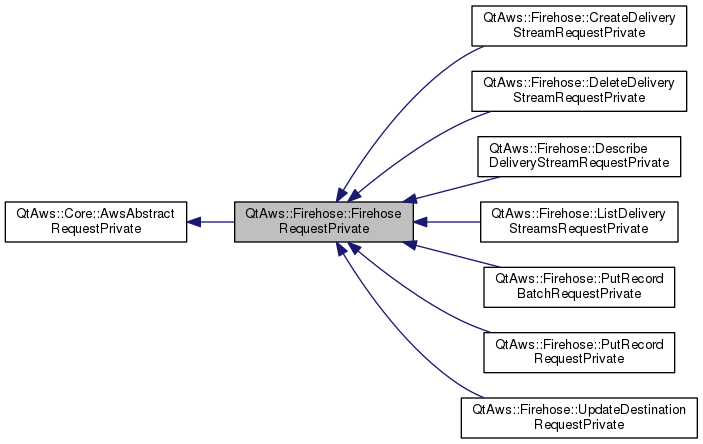 QtAws::Firehose::CreateDelivery
StreamRequestPrivate
QtAws::Firehose::DeleteDelivery
StreamRequestPrivate
QtAws::Firehose::Describe
DeliveryStreamRequestPrivate
QtAws::Core::AwsAbstract
RequestPrivate
QtAws::Firehose::Firehose
RequestPrivate
QtAws::Firehose::ListDelivery
StreamsRequestPrivate
QtAws::Firehose::PutRecord
BatchRequestPrivate
QtAws::Firehose::PutRecord
RequestPrivate
QtAws::Firehose::UpdateDestination
RequestPrivate